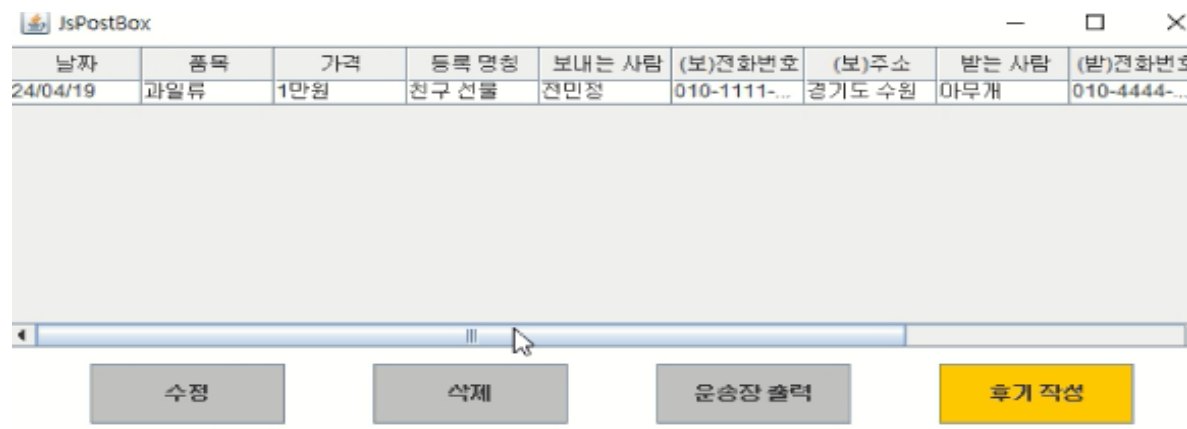 JsPostBox
날짜 품목 가격 등록 명칭 보내는 사람 (보)전화번호 (보)주소 받는 사람 (받)전화번호
24/04/19 과일류 1만원 친구 선물 전민정 010-1111-... 경기도 수원 아무개 010-4444-...
수정 삭제 운송장 출력 후기 작성